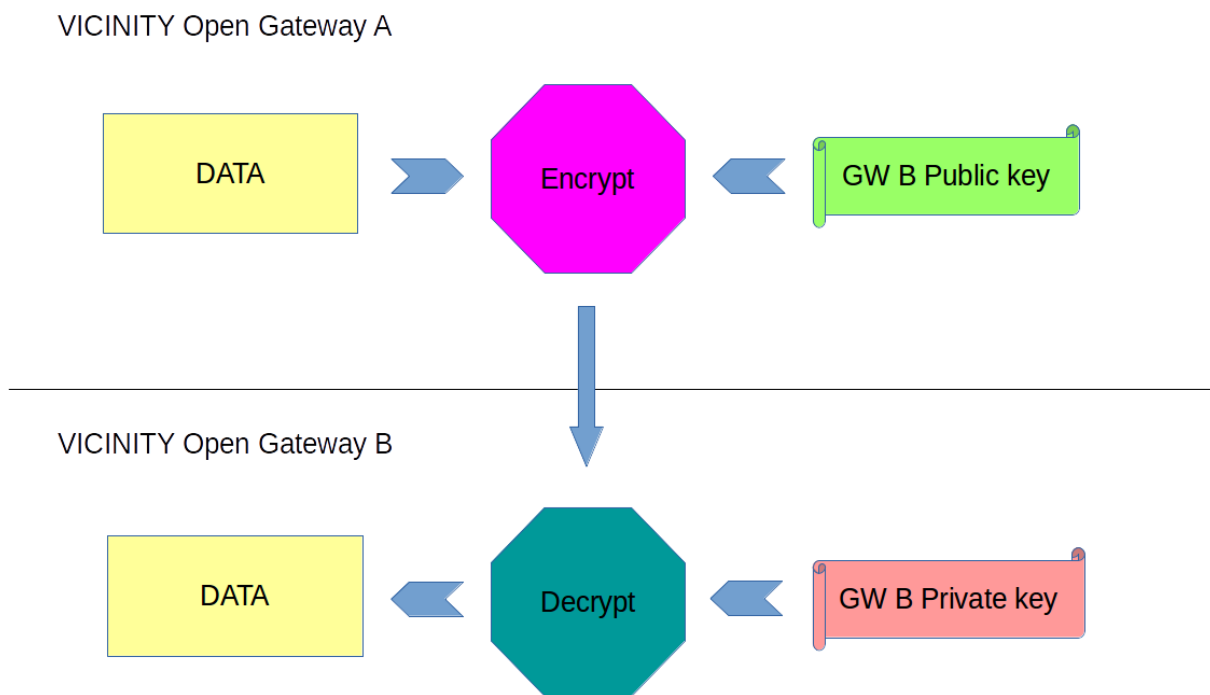 VICINITY Open Gateway A
DATA
Encrypt
GW B Public key
VICINITY Open Gateway B
DATA
Decrypt
GW B Private key